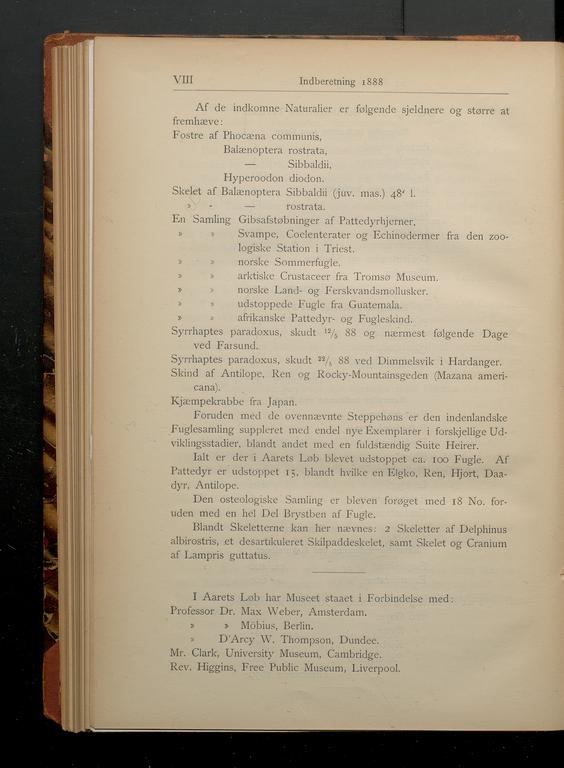 VIII Indberetning 1888
Af de indkomne Naturalier er følgende sjeldnere og større at
fremhæve:
Fostre af Phocæna communis,
Balænoptera rostrata,
— Sibbaldii,
Hyperoodon diodon.
Skelet af Balænoptera Sibbaldii (juv. mas.) 48' l.
» - — rostrata.
En Samling Gibsafstøbninger af Pattedyrhjerner,
» » Svampe, Coelenterater og Echinodermer fra den zoo-
logiske Station i Triest.
» » norske Sommerfugle.
» » arktiske Crustaceer fra Tromsø Museum.
» » norske Land- og Ferskvandsmollusker.
» » udstoppede Fugle fra Guatemala.
» » afrikanske Pattedyr- og Fugleskind.
Syrrhaptes paradoxus, skudt 12/5 88 og nærmest følgende Dage
ved Farsund.
Syrrhaptes paradoxus, skudt 22/5 88 ved Dimmelsvik i Hardanger.
Skind af Antilope, Ren og Rocky-Mountainsgeden (Mazana ameri-
cana).
Kjæmpekrabbe fra Japan.
Foruden med de ovennævnte Steppehøns er den indenlandske
Fuglesamling suppleret med endel nye Exemplarer i forskjellige Ud-
viklingsstadier, blandt andet med en fuldstændig Suite Heirer.
Ialt er der i Aarets Løb blevet udstoppet ca. 100 Fugle. Af
Pattedyr er udstoppet 15, blandt hvilke en Elgko, Ren, Hjort, Daa-
dyr, Antilope.
Den osteologiske Samling er bleven forøget med 18 No. for-
uden med en hel Del Brystben af Fugle.
Blandt Skeletterne kan her nævnes: 2 Skeletter af Delphinus
albirostris, et desartikuleret Skilpaddeskelet, samt Skelet og Cranium
af Lampris guttatus.
I Aarets Løb har Museet staaet i Forbindelse med:
Professor Dr. Max Weber, Amsterdam.
» » Möbius, Berlin.
» D'Arcy W. Thompson, Dundee.
Mr. Clark, University Museum, Cambridge.
Rev. Higgins, Free Public Museum, Liverpool.